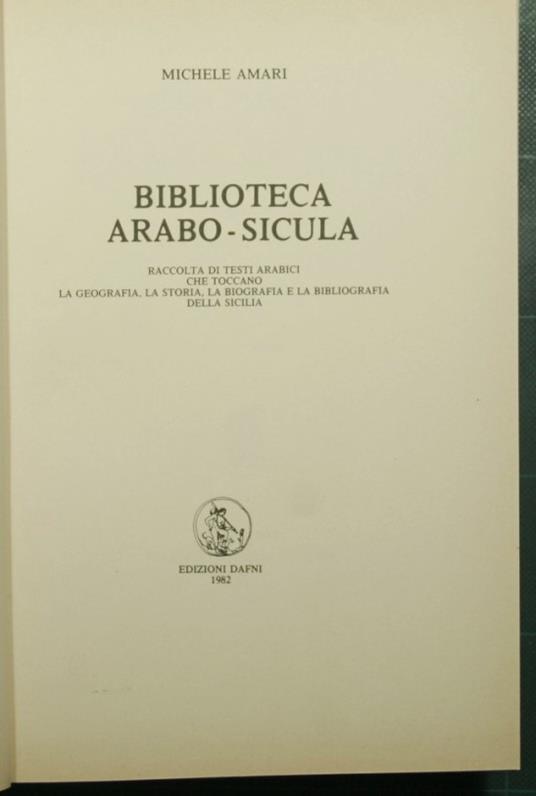 MICHELE AMARI
BIBLIOTECA
ARABO - SICULA
RACCOLTA DI TESTI ARABICI
CHE TOCCANO
LA GEOGRAFIA, LA STORIA, LA BIOGRAFIA E LA BIBLIOGRAFIA
DELLA SICILIA
EDIZIONI DAFNI
1982